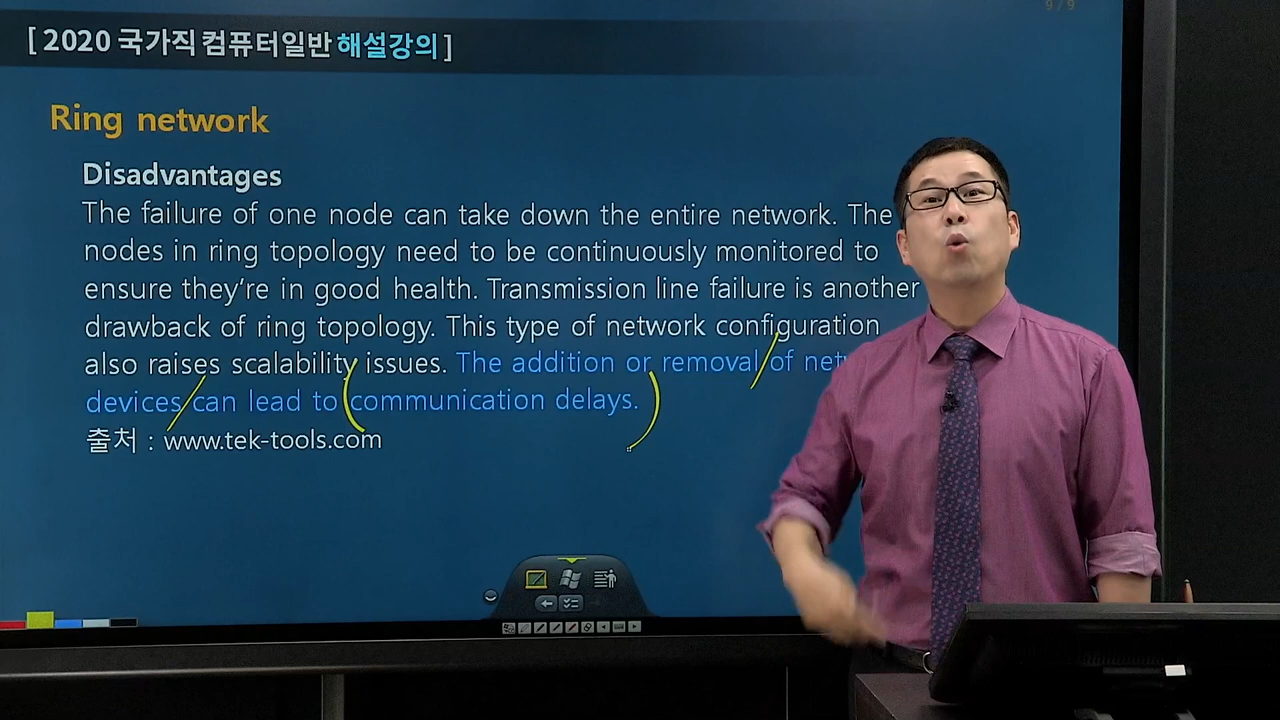 9 / 9
[ 2020 국가직 컴퓨터일반 해설강의 ]
Ring network
Disadvantages
The failure of one node can take down the entire network. The
nodes in ring topology need to be continuously monitored to
ensure they're in good health. Transmission line failure is another
drawback of ring topology. This type of network configuration
also raises scalability issues. The addition or removal of
devices can lead to communication delays.
출처 : www.tek-tools.com